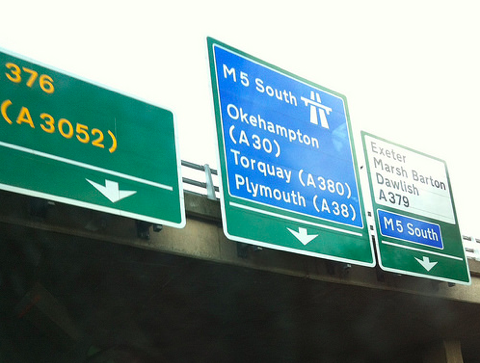 376
(A3052)
M5 South
Okehampton
(A30)
Torquay (A380)
Plymouth (A38)
Exeter
Marsh Barton
Dawlish
A379
M5 South